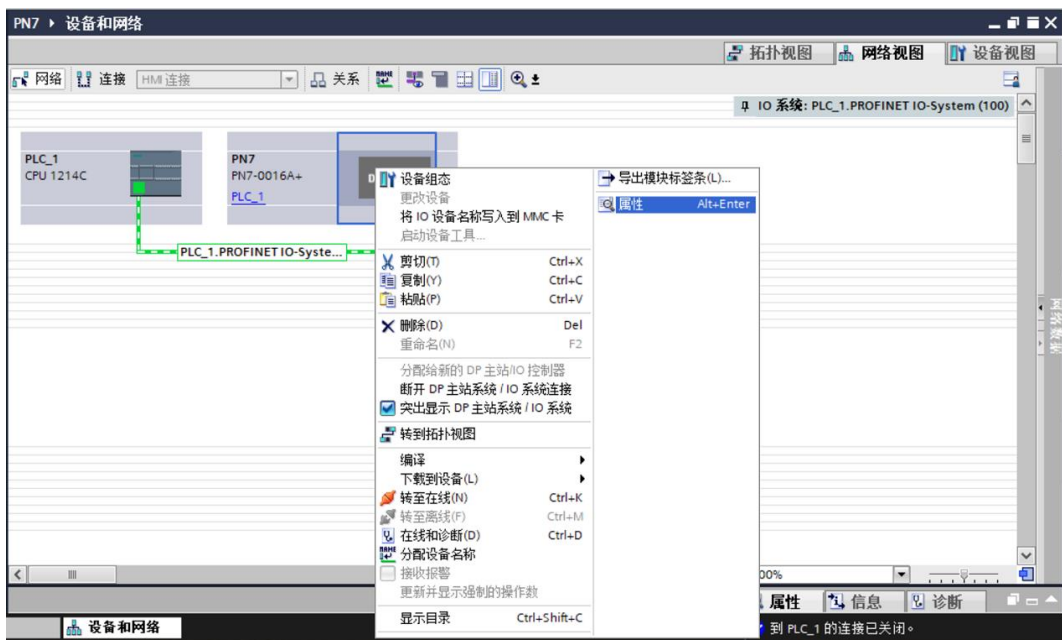 PN7 ▸ 设备和网络
拓扑视图 网络视图 设备视图
网络 连接 HMI 连接 关系
IO 系统: PLC_1.PROFINET IO-System (100)
PLC_1
CPU 1214C
PN7
PN7-0016A+
PLC_1
PLC_1.PROFINET IO-Syste...
设备组态
更改设备
将 IO 设备名称写入到 MMC 卡
启动设备工具...
剪切(T) Ctrl+X
复制(Y) Ctrl+C
粘贴(P) Ctrl+V
删除(D) Del
重命名(N) F2
分配给新的 DP 主站/IO 控制器
断开 DP 主站系统 / IO 系统连接
突出显示 DP 主站系统 / IO 系统
转到拓扑视图
编译
下载到设备(L)
转至在线(N) Ctrl+K
转至离线(F) Ctrl+M
在线和诊断(D) Ctrl+D
分配设备名称
接收报警
更新并显示强制的操作数
显示目录 Ctrl+Shift+C
导出模块标签条(L)...
属性 Alt+Enter
网络数据
00%
属性 信息 诊断
设备和网络
到 PLC_1 的连接已关闭。